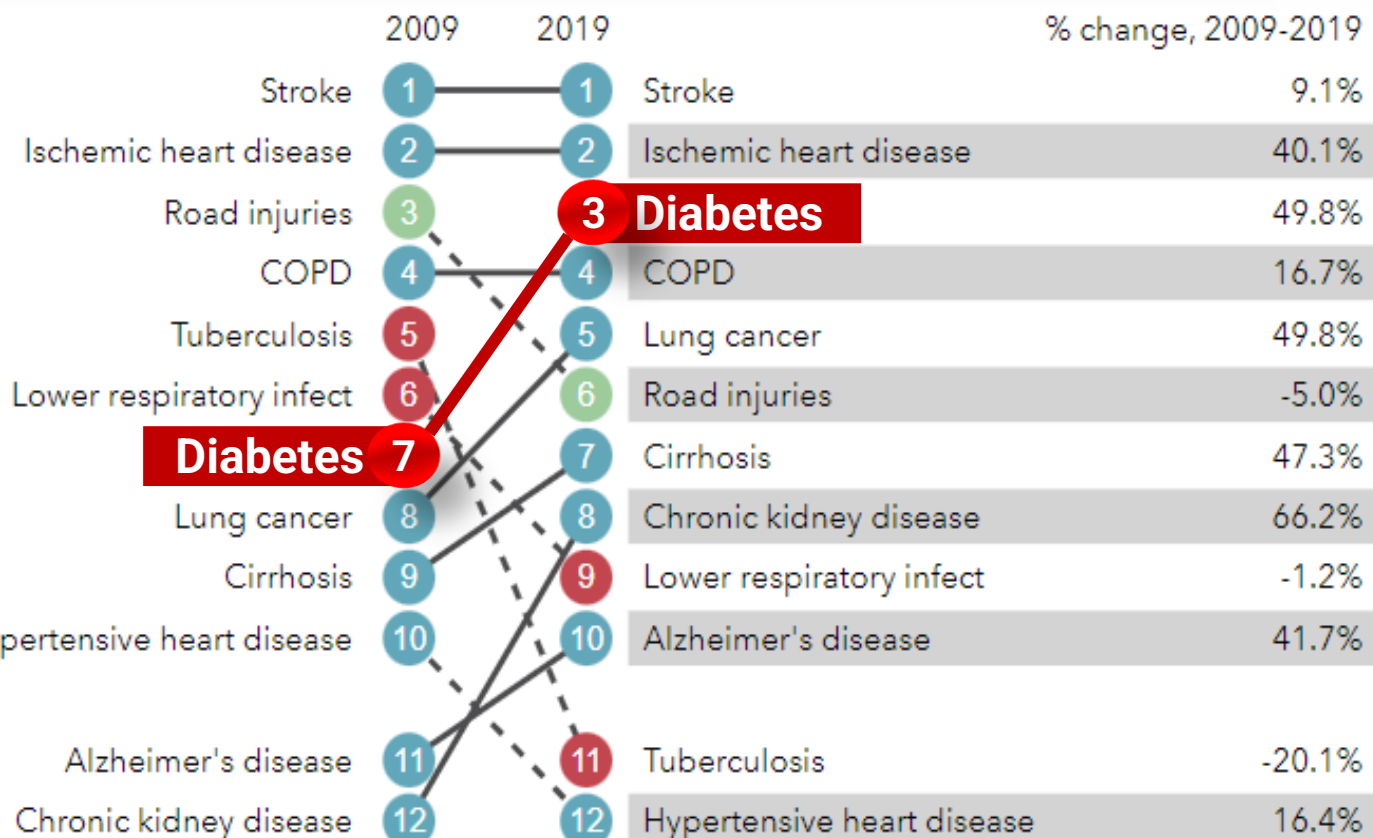 2009 2019 % change, 2009-2019
Stroke 1 1 Stroke 9.1%
Ischemic heart disease 2 2 Ischemic heart disease 40.1%
Road injuries 3 3 Diabetes 49.8%
COPD 4 4 COPD 16.7%
Tuberculosis 5 5 Lung cancer 49.8%
Lower respiratory infect 6 6 Road injuries -5.0%
Diabetes 7 7 Cirrhosis 47.3%
Lung cancer 8 8 Chronic kidney disease 66.2%
Cirrhosis 9 9 Lower respiratory infect -1.2%
pertensive heart disease 10 10 Alzheimer's disease 41.7%
Alzheimer's disease 11 11 Tuberculosis -20.1%
Chronic kidney disease 12 12 Hypertensive heart disease 16.4%